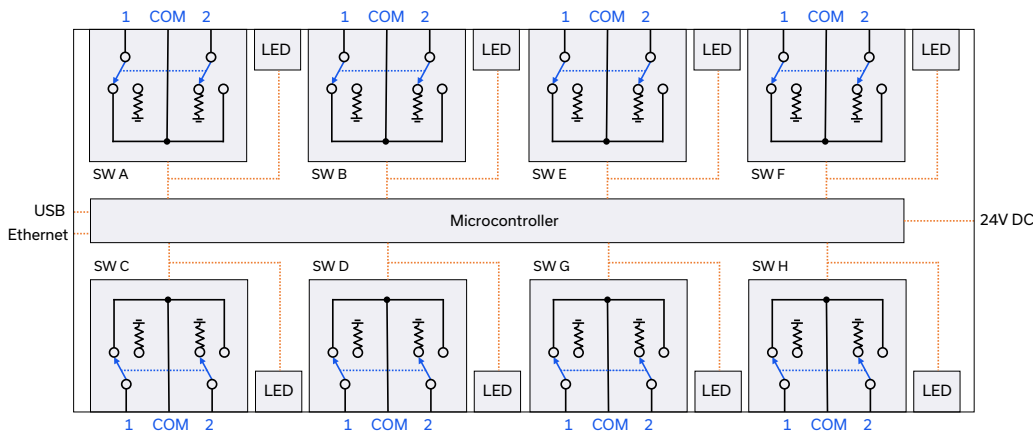 1 COM 2 1 COM 2 1 COM 2 1 COM 2
LED LED LED LED
SW A SW B SW E SW F
USB
Microcontroller
24V DC
Ethernet
SW C SW D SW G SW H
LED LED LED LED
1 COM 2 1 COM 2 1 COM 2 1 COM 2